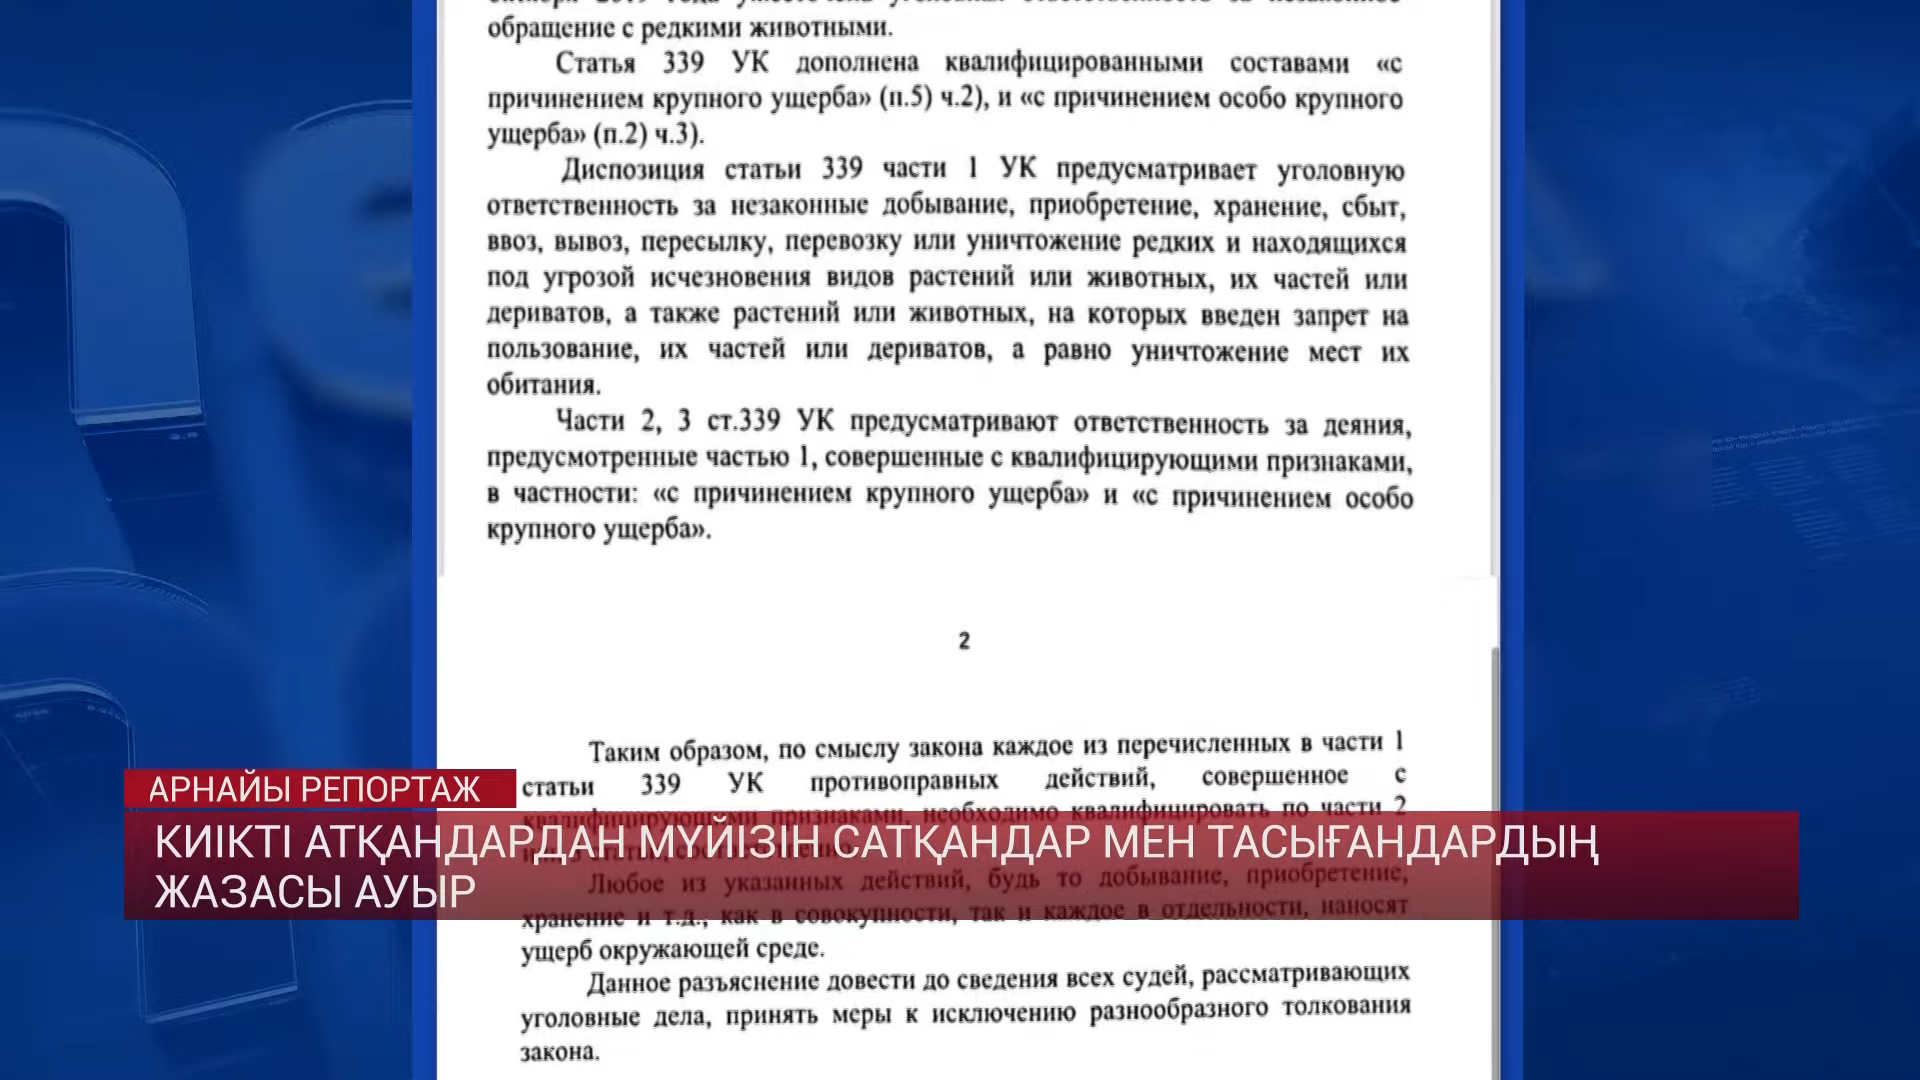 обращение с редкими животными.
Статья 339 УК дополнена квалифицированными составами «с
причинением крупного ущерба» (п.5) ч.2), и «с причинением особо крупного
ущерба» (п.2) ч.3).
Диспозиция статьи 339 части 1 УК предусматривает уголовную
ответственность за незаконные добывание, приобретение, хранение, сбыт,
ввоз, вывоз, пересылку, перевозку или уничтожение редких и находящихся
под угрозой исчезновения видов растений или животных, их частей или
дериватов, а также растений или животных, на которых введен запрет на
пользование, их частей или дериватов, а равно уничтожение мест их
обитания.
Части 2, 3 ст.339 УК предусматривают ответственность за деяния,
предусмотренные частью 1, совершенные с квалифицирующими признаками,
в частности: «с причинением крупного ущерба» и «с причинением особо
крупного ущерба».
2
Таким образом, по смыслу закона каждое из перечисленных в части 1
статьи 339 УК противоправных действий, совершенное с
квалифицирующими признаками, необходимо квалифицировать по части 2
АРНАЙЫ РЕПОРТАЖ
КИІКТІ АТҚАНДАРДАН МҮЙІЗІН САТҚАНДАР МЕН ТАСЫҒАНДАРДЫҢ
ЖАЗАСЫ АУЫР
Любое из указанных действий, будь то добывание, приобретение,
хранение и т.д., как в совокупности, так и каждое в отдельности, наносят
ущерб окружающей среде.
Данное разъяснение довести до сведения всех судей, рассматривающих
уголовные дела, принять меры к исключению разнообразного толкования
закона.